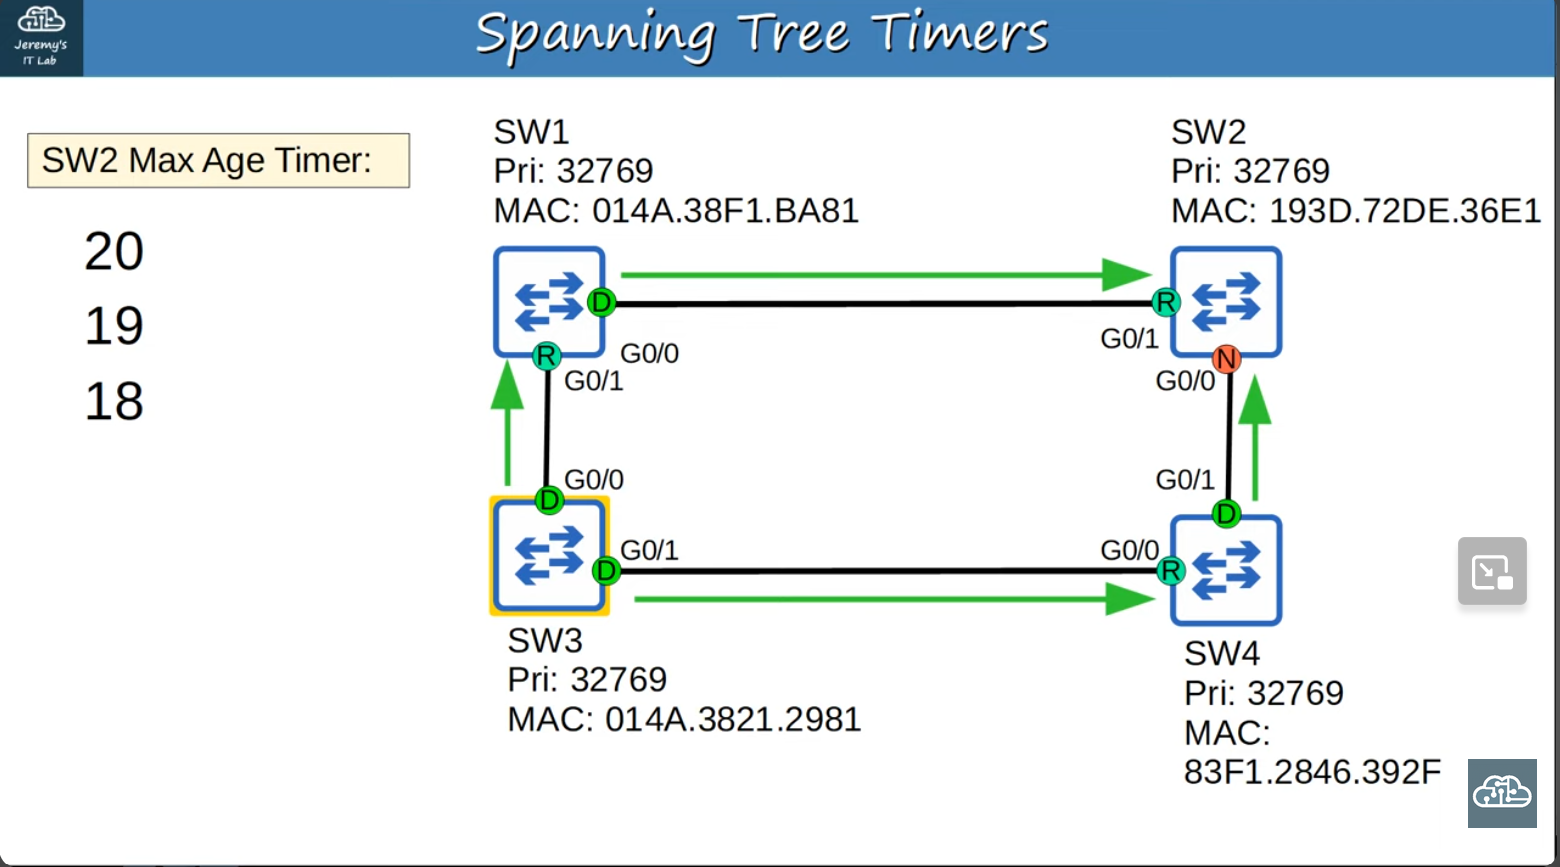 Jeremy's
IT Lab
Spanning Tree Timers
SW2 Max Age Timer:
20
19
18
SW1
Pri: 32769
MAC: 014A.38F1.BA81
SW2
Pri: 32769
MAC: 193D.72DE.36E1
D
R
G0/0
G0/1
R
G0/1
N
G0/0
G0/0
D
G0/1
D
G0/1
D
G0/0
R
SW3
Pri: 32769
MAC: 014A.3821.2981
SW4
Pri: 32769
MAC:
83F1.2846.392F